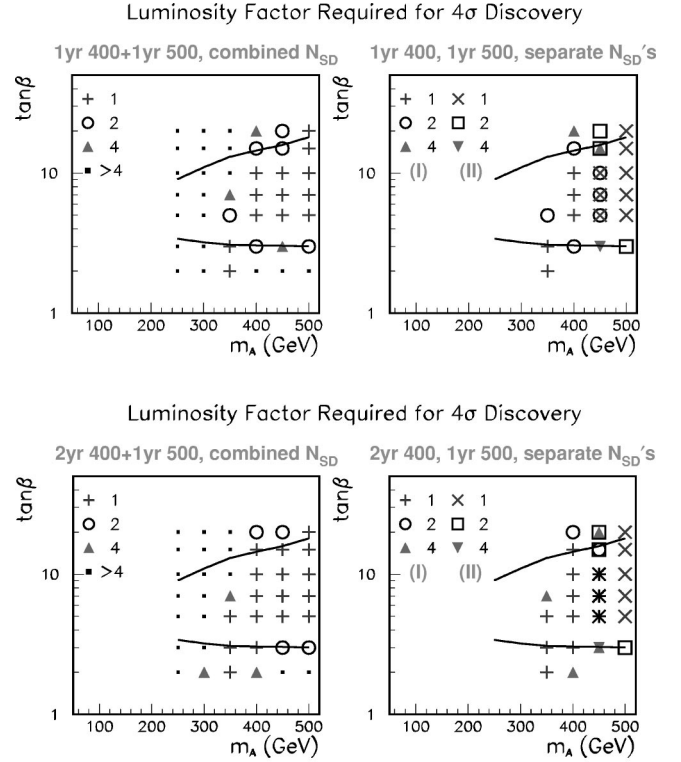 Luminosity Factor Required for 4σ Discovery
1yr 400+1yr 500, combined N_SD
1yr 400, 1yr 500, separate N_SD's
tanβ
+ 1
○ 2
▲ 4
▪ >4
10
1
100 200 300 400 500
m_A (GeV)
tanβ
+ 1 × 1
○ 2 □ 2
▲ 4 ▼ 4
(I) (II)
10
1
100 200 300 400 500
m_A (GeV)
Luminosity Factor Required for 4σ Discovery
2yr 400+1yr 500, combined N_SD
2yr 400, 1yr 500, separate N_SD's
tanβ
+ 1
○ 2
▲ 4
▪ >4
10
1
100 200 300 400 500
m_A (GeV)
tanβ
+ 1 × 1
○ 2 □ 2
▲ 4 ▼ 4
(I) (II)
10
1
100 200 300 400 500
m_A (GeV)